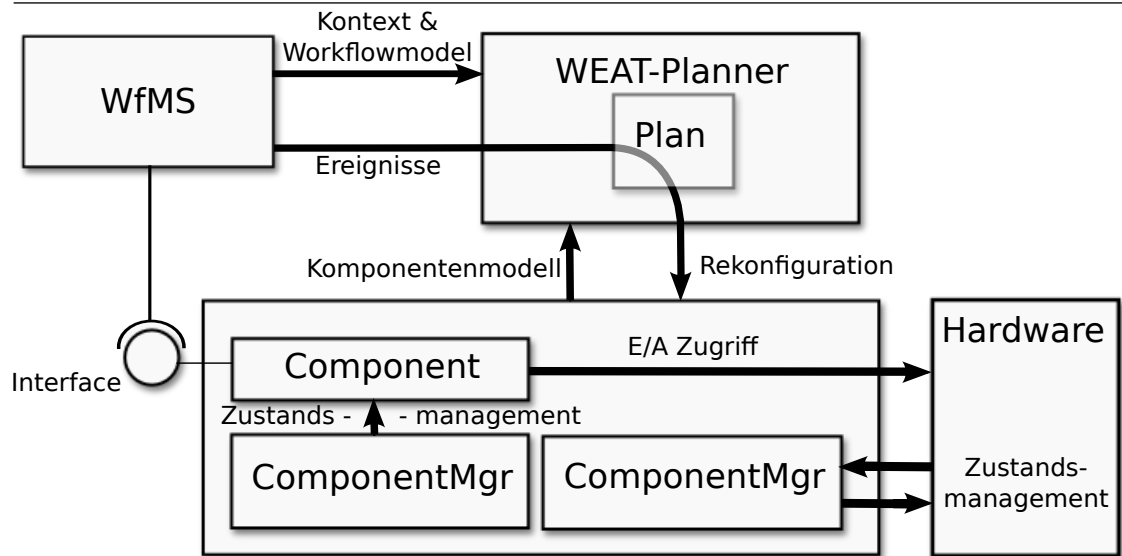 Kontext &
Workflowmodel
WfMS
WEAT-Planner
Plan
Ereignisse
Komponentenmodell
Rekonfiguration
Hardware
E/A Zugriff
Component
Interface
Zustands - - management
ComponentMgr
ComponentMgr
Zustands-
management